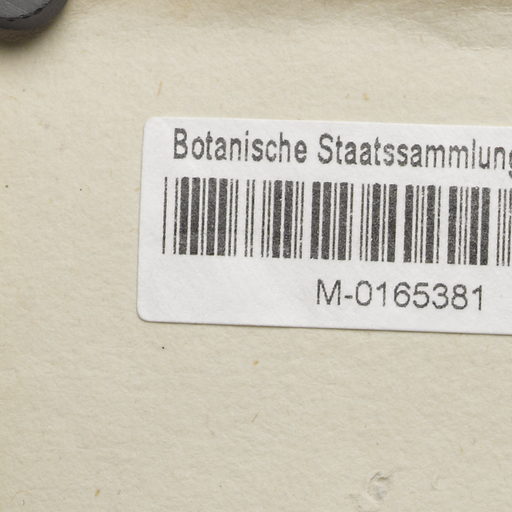 Botanische Staatssammlung
M-0165381